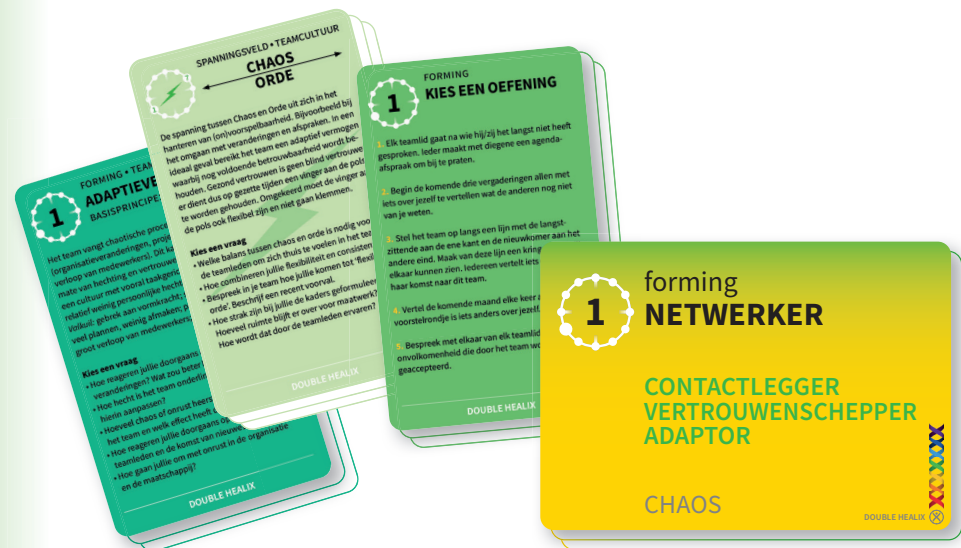 FORMING • TEAM
ADAPTIEVE
BASISPRINCIPES
1
Het team vangt chaotische
(organisatieveranderingen,
verloop van medewerkers). Dit
mate van hechting en
een cultuur met vooral
relatief weinig persoonlijke
Valkuil: gebrek aan vormkracht;
veel plannen, weinig afmaken;
groot verloop van medewerkers,
Kies een vraag
• Hoe reageren jullie doorgaans
veranderingen? Wat zou beter
• Hoe hecht is het team
hierin aanpassen?
• Hoeveel chaos of onrust
het team en welk effect heeft
• Hoe reageren jullie doorgaans op
teamleden en de komst van
• Hoe gaan jullie om met onrust in de organisatie
en de maatschappij?
DOUBLE HEALIX
SPANNINGSVELD • TEAMCULTUUR
CHAOS
ORDE
1
1
De spanning tussen Chaos en Orde uit zich in het
hanteren van (on)voorspelbaarheid. Bijvoorbeeld bij
het omgaan met veranderingen en afspraken. In een
ideaal geval bereikt het team een adaptief vermogen
waarbij nog voldoende betrouwbaarheid wordt be-
houden. Gezond vertrouwen is geen blind
er dient dus op gezette tijden een vinger aan de pols
te worden gehouden. Omgekeerd moet de vinger
de pols ook flexibel zijn en niet gaan klemmen.
Kies een vraag
• Welke balans tussen chaos en orde is nodig
de teamleden om zich thuis te voelen in het
• Hoe combineren jullie flexibiliteit en
• Bespreek in je team hoe jullie komen tot
orde'. Beschrijf een recent voorval.
• Hoe strak zijn bij jullie de kaders
Hoeveel ruimte blijft er over voor maatwerk?
Hoe wordt dat door de teamleden ervaren?
DOUBLE HEALIX
FORMING
KIES EEN OEFENING
1
1. Elk teamlid gaat na wie hij/zij het langst niet heeft
gesproken. Ieder maakt met diegene een agenda-
afspraak om bij te praten.
2. Begin de komende drie vergaderingen allen met
iets over jezelf te vertellen wat de anderen nog niet
van je weten.
3. Stel het team op langs een lijn met de langst-
zittende aan de ene kant en de nieuwkomer aan het
andere eind. Maak van deze lijn een kring
elkaar kunnen zien. Iedereen vertelt iets
haar komst naar dit team.
4. Vertel de komende maand elke keer
voorstelrondje is iets anders over jezelf.
5. Bespreek met elkaar van elk teamlid
onvolkomenheid die door het team
geaccepteerd.
DOUBLE HEALIX
forming
1
NETWERKER
CONTACTLEGGER
VERTROUWENSCHEPPER
ADAPTOR
CHAOS
DOUBLE HEALIX